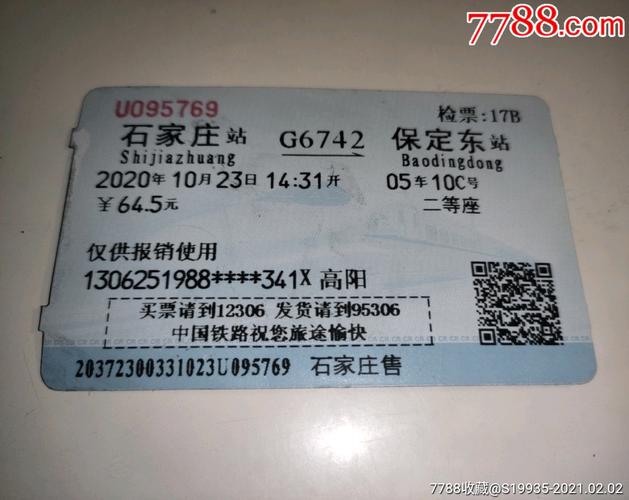 7788.com
U095769
检票:17B
石家庄站 G6742 保定东站
Shijiazhuang Baodingdong
2020年10月23日14:31开 05车10C号
￥64.5元 二等座
仅供报销使用
1306251988****341X 高阳
买票请到12306 发货请到95306
中国铁路祝您旅途愉快
20372300331023U095769 石家庄售
7788收藏@S19935-2021.02.02